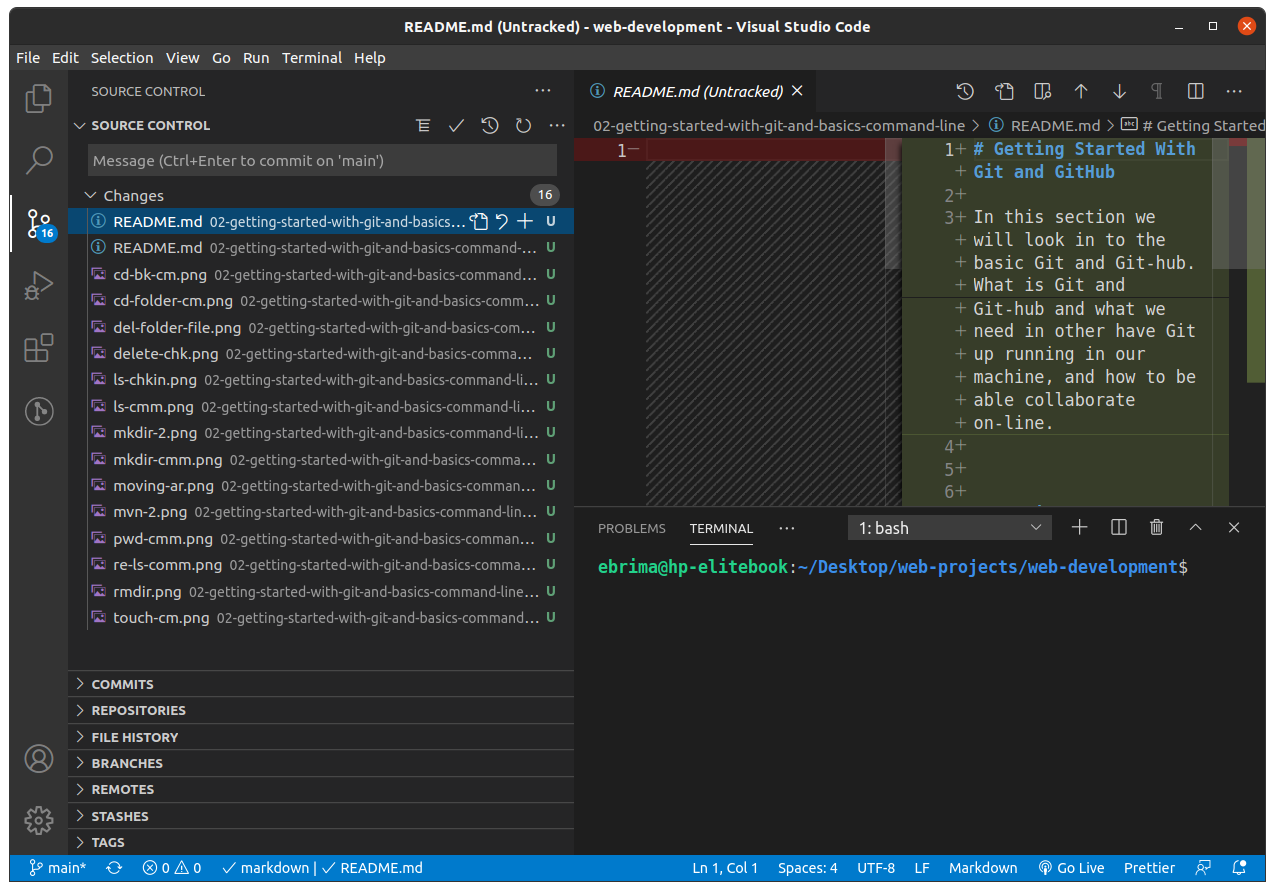 README.md (Untracked) - web-development - Visual Studio Code
File Edit Selection View Go Run Terminal Help
SOURCE CONTROL
SOURCE CONTROL
Message (Ctrl+Enter to commit on 'main')
Changes 16
README.md 02-getting-started-with-git-and-basics... U
README.md 02-getting-started-with-git-and-basics-command-... U
cd-bk-cm.png 02-getting-started-with-git-and-basics-command... U
cd-folder-cm.png 02-getting-started-with-git-and-basics-comm... U
del-folder-file.png 02-getting-started-with-git-and-basics-com... U
delete-chk.png 02-getting-started-with-git-and-basics-comma... U
ls-chkin.png 02-getting-started-with-git-and-basics-command-li... U
ls-cmm.png 02-getting-started-with-git-and-basics-command-li... U
mkdir-2.png 02-getting-started-with-git-and-basics-command-li... U
mkdir-cmm.png 02-getting-started-with-git-and-basics-comma... U
moving-ar.png 02-getting-started-with-git-and-basics-comman... U
mvn-2.png 02-getting-started-with-git-and-basics-command-lin... U
pwd-cmm.png 02-getting-started-with-git-and-basics-comman... U
re-ls-comm.png 02-getting-started-with-git-and-basics-comma... U
rmdir.png 02-getting-started-with-git-and-basics-command-line... U
touch-cm.png 02-getting-started-with-git-and-basics-command... U
COMMITS
REPOSITORIES
FILE HISTORY
BRANCHES
REMOTES
STASHES
TAGS
16
README.md (Untracked)
02-getting-started-with-git-and-basics-command-line > README.md > # Getting Started
1−
1+ # Getting Started With
+ Git and GitHub
2+
3+ In this section we
+ will look in to the
+ basic Git and Git-hub.
+ What is Git and
+ Git-hub and what we
+ need in other have Git
+ up running in our
+ machine, and how to be
+ able collaborate
+ on-line.
4+
5+
6+
PROBLEMS TERMINAL ... 1: bash
ebrima@hp-elitebook:~/Desktop/web-projects/web-development$
main* 0 0 markdown | README.md Ln 1, Col 1 Spaces: 4 UTF-8 LF Markdown Go Live Prettier